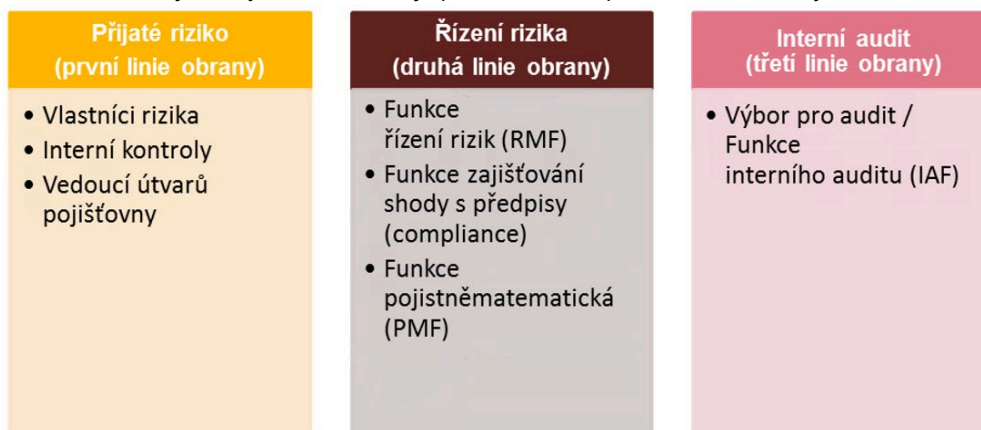 Přijaté riziko
(první linie obrany)
• Vlastníci rizika
• Interní kontroly
• Vedoucí útvarů
pojišťovny
Řízení rizika
(druhá linie obrany)
• Funkce
řízení rizik (RMF)
• Funkce zajišťování
shody s předpisy
(compliance)
• Funkce
pojistněmatematická
(PMF)
Interní audit
(třetí linie obrany)
• Výbor pro audit /
Funkce
interního auditu (IAF)